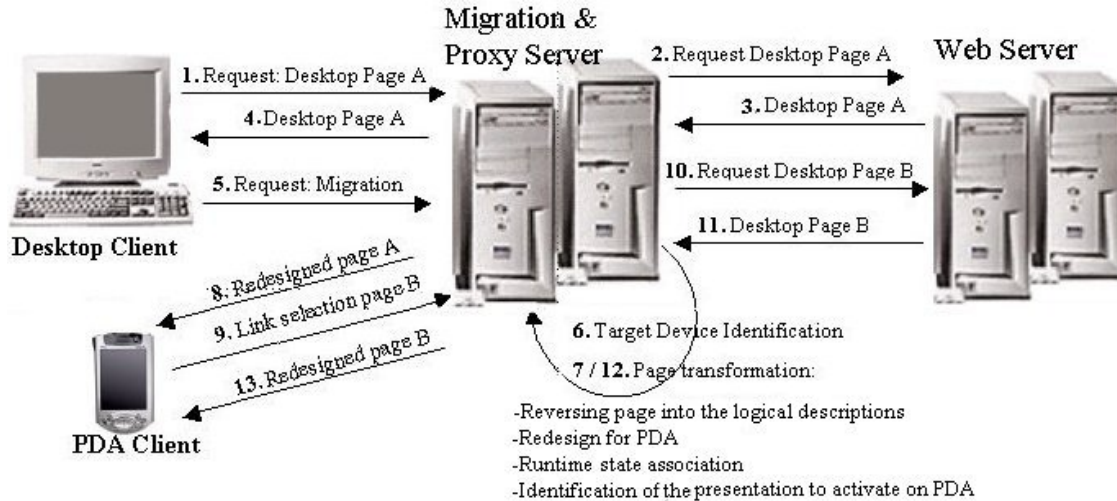 Migration &
Proxy Server
Web Server
1. Request: Desktop Page A
2. Request Desktop Page A
4. Desktop Page A
3. Desktop Page A
5. Request: Migration
10. Request Desktop Page B
11. Desktop Page B
Desktop Client
8. Redesigned page A
9. Link selection page B
13. Redesigned page B
PDA Client
6. Target Device Identification
7 / 12. Page transformation:
-Reversing page into the logical descriptions
-Redesign for PDA
-Runtime state association
-Identification of the presentation to activate on PDA